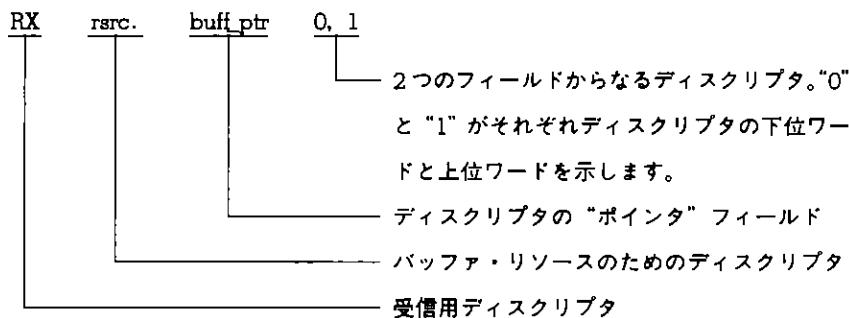 RX rsrc. buff_ptr 0, 1
2つのフィールドからなるディスクリプタ。“0”
と “1” がそれぞれディスクリプタの下位ワー
ドと上位ワードを示します。
ディスクリプタの “ポインタ” フィールド
バッファ・リソースのためのディスクリプタ
受信用ディスクリプタ